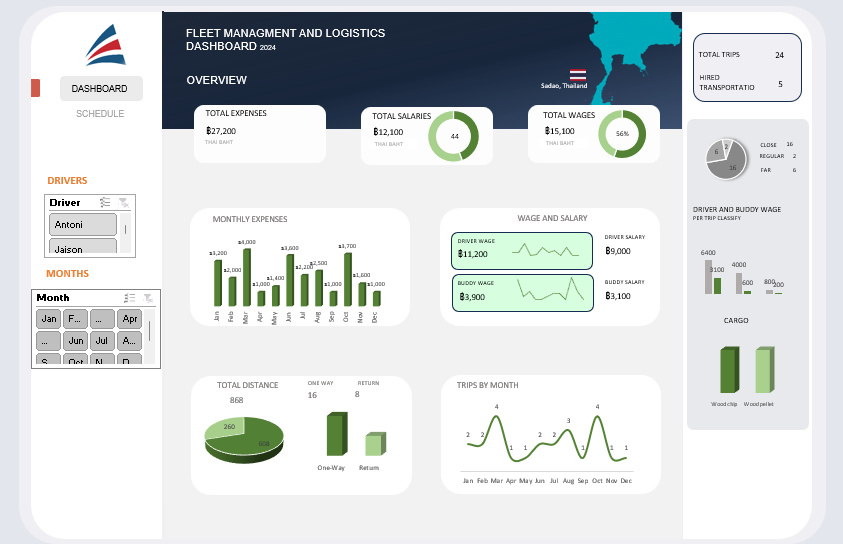 FLEET MANAGMENT AND LOGISTICS
DASHBOARD 2024
OVERVIEW
Sadao, Thailand
DASHBOARD
SCHEDULE
TOTAL EXPENSES
฿27,200
THAI BAHT
TOTAL SALARIES
฿12,100
THAI BAHT
44
TOTAL WAGES
฿15,100
THAI BAHT
56%
TOTAL TRIPS 24
HIRED
TRANSPORTATIO 5
DRIVERS
Driver
Antoni
Jaison
MONTHS
Month
Jan F... ... Apr
... Jun Jul A...
S... Oct N... D...
MONTHLY EXPENSES
฿3,200
฿2,000
฿4,000
฿1,000
฿1,400
฿3,600
฿2,200
฿2,500
฿1,000
฿3,700
฿1,600
฿1,000
Jan Feb Mar Apr May Jun Jul Aug Sep Oct Nov Dec
WAGE AND SALARY
DRIVER WAGE
฿11,200
DRIVER SALARY
฿9,000
BUDDY WAGE
฿3,900
BUDDY SALARY
฿3,100
CLOSE 16
REGULAR 2
FAR 6
6
2
16
DRIVER AND BUDDY WAGE
PER TRIP CLASSIFY
6400
3100
4000
600
800
200
CARGO
Woodchip Woodpellet
TOTAL DISTANCE
868
260
608
ONE WAY
16
RETURN
8
One-Way Return
TRIPS BY MONTH
2 2 4 1 1 2 2 3 1 4 1 1
Jan Feb Mar Apr May Jun Jul Aug Sep Oct Nov Dec